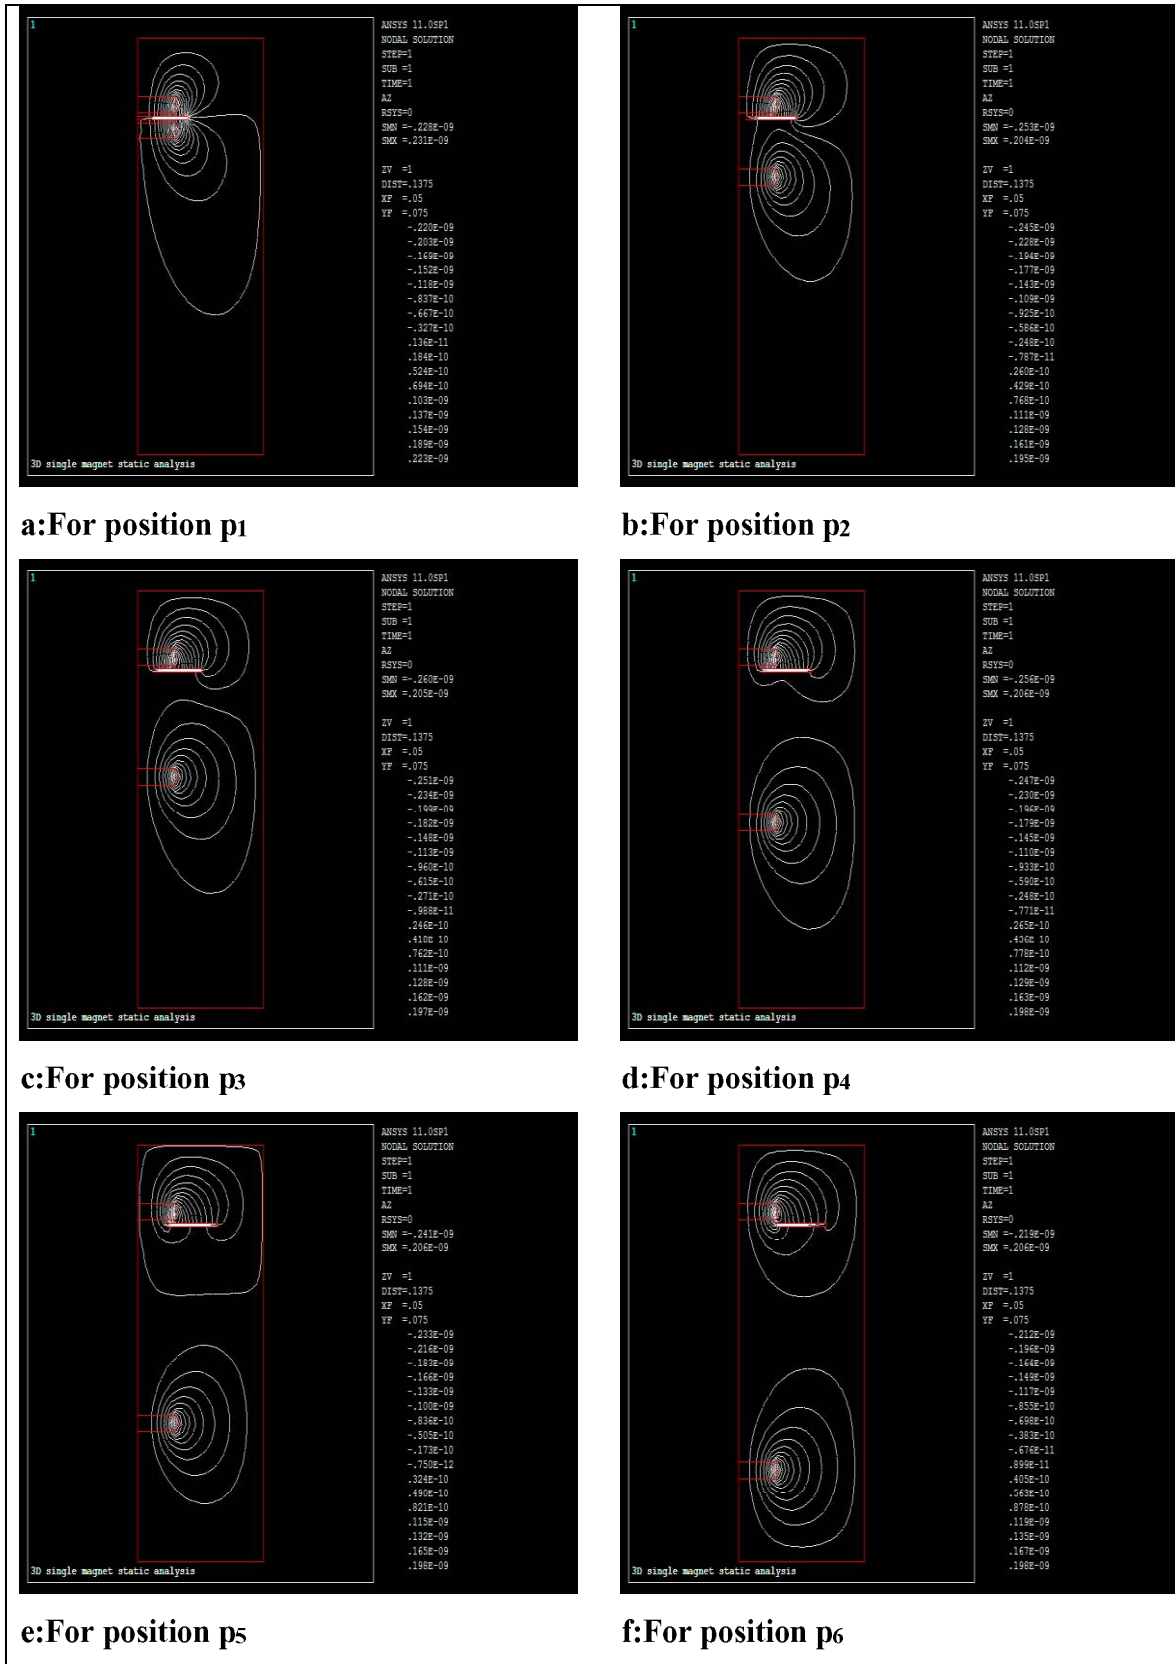 1
ANSYS 11.0SP1
NODAL SOLUTION
STEP=1
SUB =1
TIME=1
AZ
RSYS=0
SMN =-.228E-09
SMX =.231E-09
ZV =1
DIST=.1375
XF =.05
YF =.075
-.220E-09
-.203E-09
-.169E-09
-.152E-09
-.118E-09
-.837E-10
-.667E-10
-.327E-10
.136E-11
.184E-10
.524E-10
.694E-10
.103E-09
.137E-09
.154E-09
.189E-09
.223E-09
3D single magnet static analysis
a:For position p1
1
ANSYS 11.0SP1
NODAL SOLUTION
STEP=1
SUB =1
TIME=1
AZ
RSYS=0
SMN =-.253E-09
SMX =.204E-09
ZV =1
DIST=.1375
XF =.05
YF =.075
-.245E-09
-.228E-09
-.194E-09
-.177E-09
-.143E-09
-.109E-09
-.925E-10
-.586E-10
-.248E-10
-.787E-11
.260E-10
.429E-10
.768E-10
.111E-09
.128E-09
.161E-09
.195E-09
3D single magnet static analysis
b:For position p2
1
ANSYS 11.0SP1
NODAL SOLUTION
STEP=1
SUB =1
TIME=1
AZ
RSYS=0
SMN =-.260E-09
SMX =.205E-09
ZV =1
DIST=.1375
XF =.05
YF =.075
-.251E-09
-.234E-09
-.199E-09
-.182E-09
-.148E-09
-.113E-09
-.960E-10
-.615E-10
-.271E-10
-.988E-11
.246E-10
.418E-10
.762E-10
.111E-09
.128E-09
.162E-09
.197E-09
3D single magnet static analysis
c:For position p3
1
ANSYS 11.0SP1
NODAL SOLUTION
STEP=1
SUB =1
TIME=1
AZ
RSYS=0
SMN =-.256E-09
SMX =.206E-09
ZV =1
DIST=.1375
XF =.05
YF =.075
-.247E-09
-.230E-09
-.196E-09
-.179E-09
-.145E-09
-.110E-09
-.933E-10
-.590E-10
-.248E-10
-.771E-11
.265E-10
.436E-10
.778E-10
.112E-09
.129E-09
.163E-09
.198E-09
3D single magnet static analysis
d:For position p4
1
ANSYS 11.0SP1
NODAL SOLUTION
STEP=1
SUB =1
TIME=1
AZ
RSYS=0
SMN =-.241E-09
SMX =.206E-09
ZV =1
DIST=.1375
XF =.05
YF =.075
-.233E-09
-.216E-09
-.183E-09
-.166E-09
-.133E-09
-.100E-09
-.836E-10
-.505E-10
-.173E-10
-.750E-12
.324E-10
.490E-10
.821E-10
.115E-09
.132E-09
.165E-09
.198E-09
3D single magnet static analysis
e:For position p5
1
ANSYS 11.0SP1
NODAL SOLUTION
STEP=1
SUB =1
TIME=1
AZ
RSYS=0
SMN =-.219E-09
SMX =.206E-09
ZV =1
DIST=.1375
XF =.05
YF =.075
-.212E-09
-.196E-09
-.164E-09
-.149E-09
-.117E-09
-.855E-10
-.698E-10
-.383E-10
-.676E-11
.899E-11
.405E-10
.563E-10
.878E-10
.119E-09
.135E-09
.167E-09
.198E-09
3D single magnet static analysis
f:For position p6